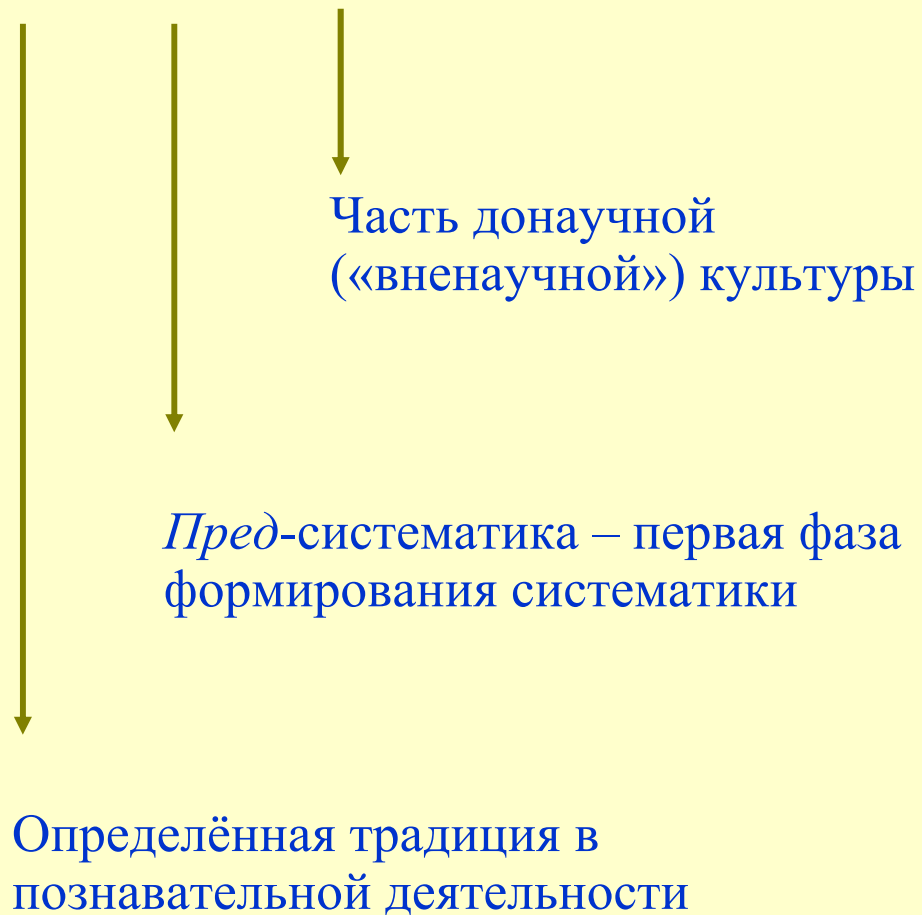 Часть донаучной
(«вненаучной») культуры
Пред-систематика – первая фаза
формирования систематики
Определённая традиция в
познавательной деятельности